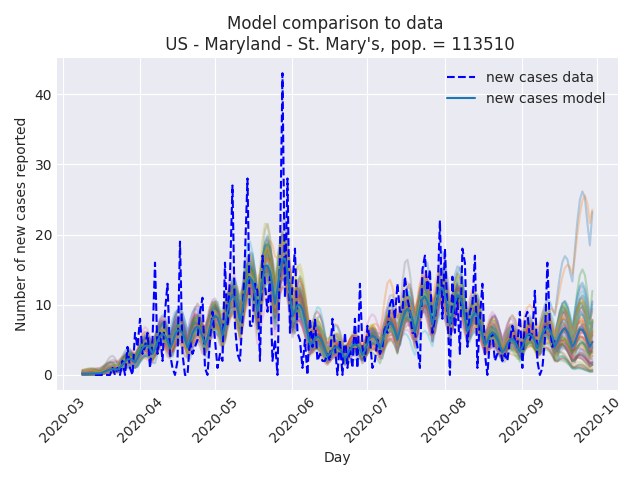 Model comparison to data
US - Maryland - St. Mary's, pop. = 113510
new cases data
new cases model
Number of new cases reported
40
30
20
10
0
2020-03
2020-04
2020-05
2020-06
2020-07
2020-08
2020-09
2020-10
Day